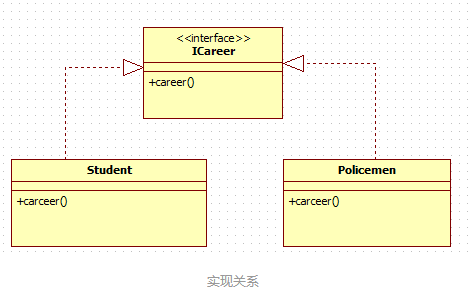 <<interface>>
ICareer
+career()
Student
+carceer()
Policemen
+carceer()
实现关系